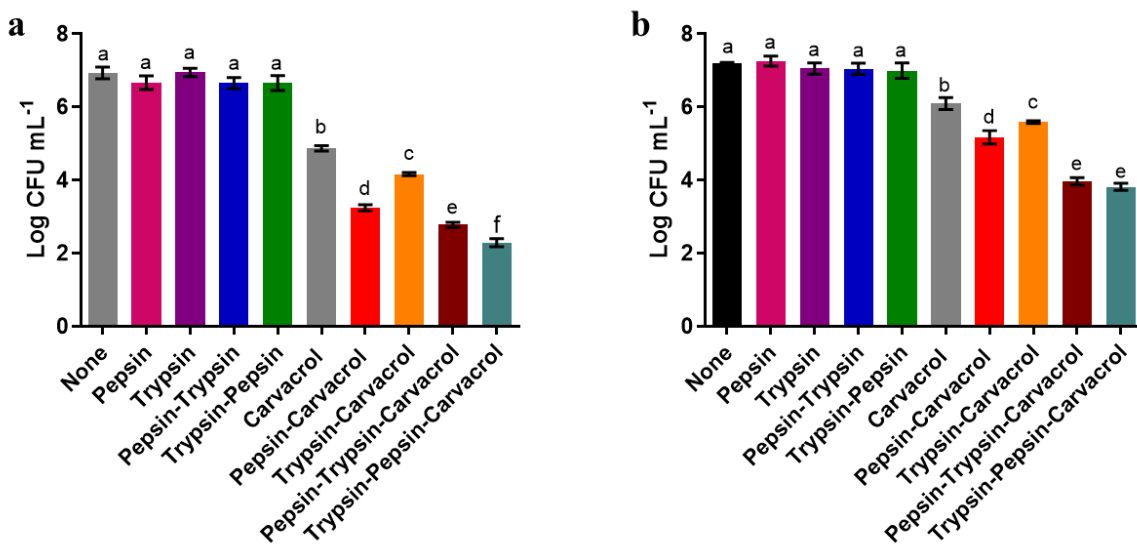 a
Log CFU mL-1
8
6
4
2
0
a
a
a
a
a
b
d
c
e
f
None
Pepsin
Trypsin
Pepsin-Trypsin
Trypsin-Pepsin
Carvacrol
Pepsin-Carvacrol
Trypsin-Carvacrol
Pepsin-Trypsin-Carvacrol
Trypsin-Pepsin-Carvacrol
b
Log CFU mL-1
8
6
4
2
0
a
a
a
a
a
b
d
c
e
e
None
Pepsin
Trypsin
Pepsin-Trypsin
Trypsin-Pepsin
Carvacrol
Pepsin-Carvacrol
Trypsin-Carvacrol
Pepsin-Trypsin-Carvacrol
Trypsin-Pepsin-Carvacrol